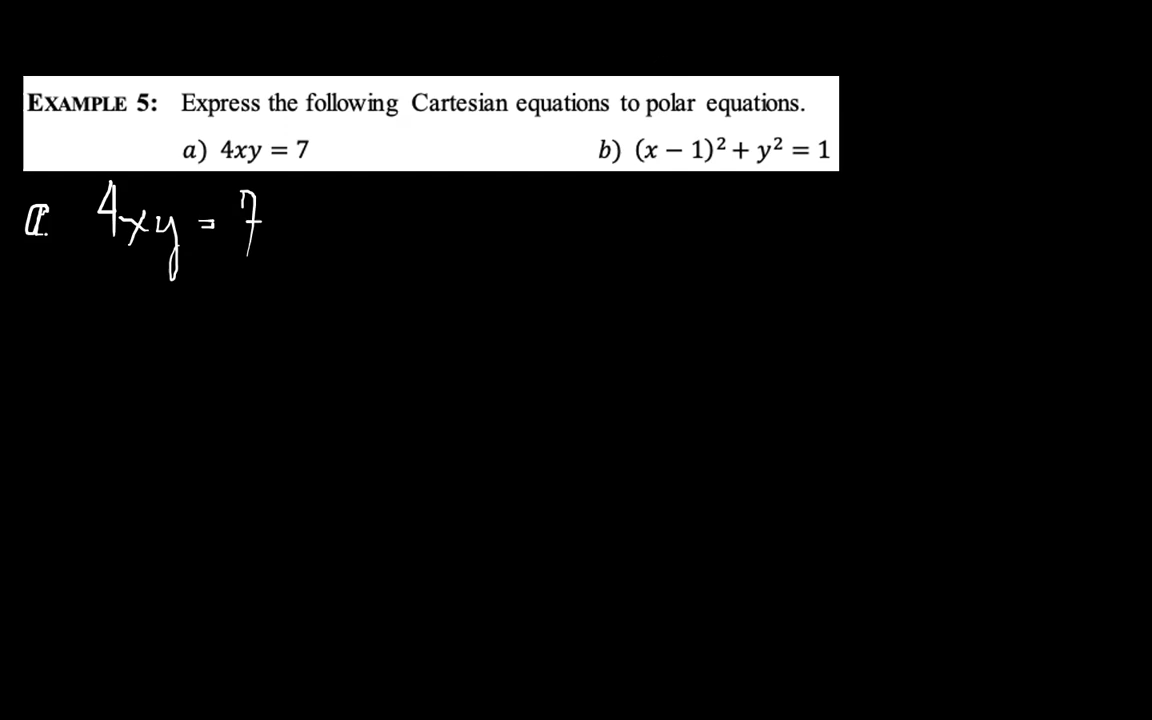 EXAMPLE 5: Express the following Cartesian equations to polar equations.
a) 4xy = 7 b) (x − 1)² + y² = 1
a. 4xy = 7